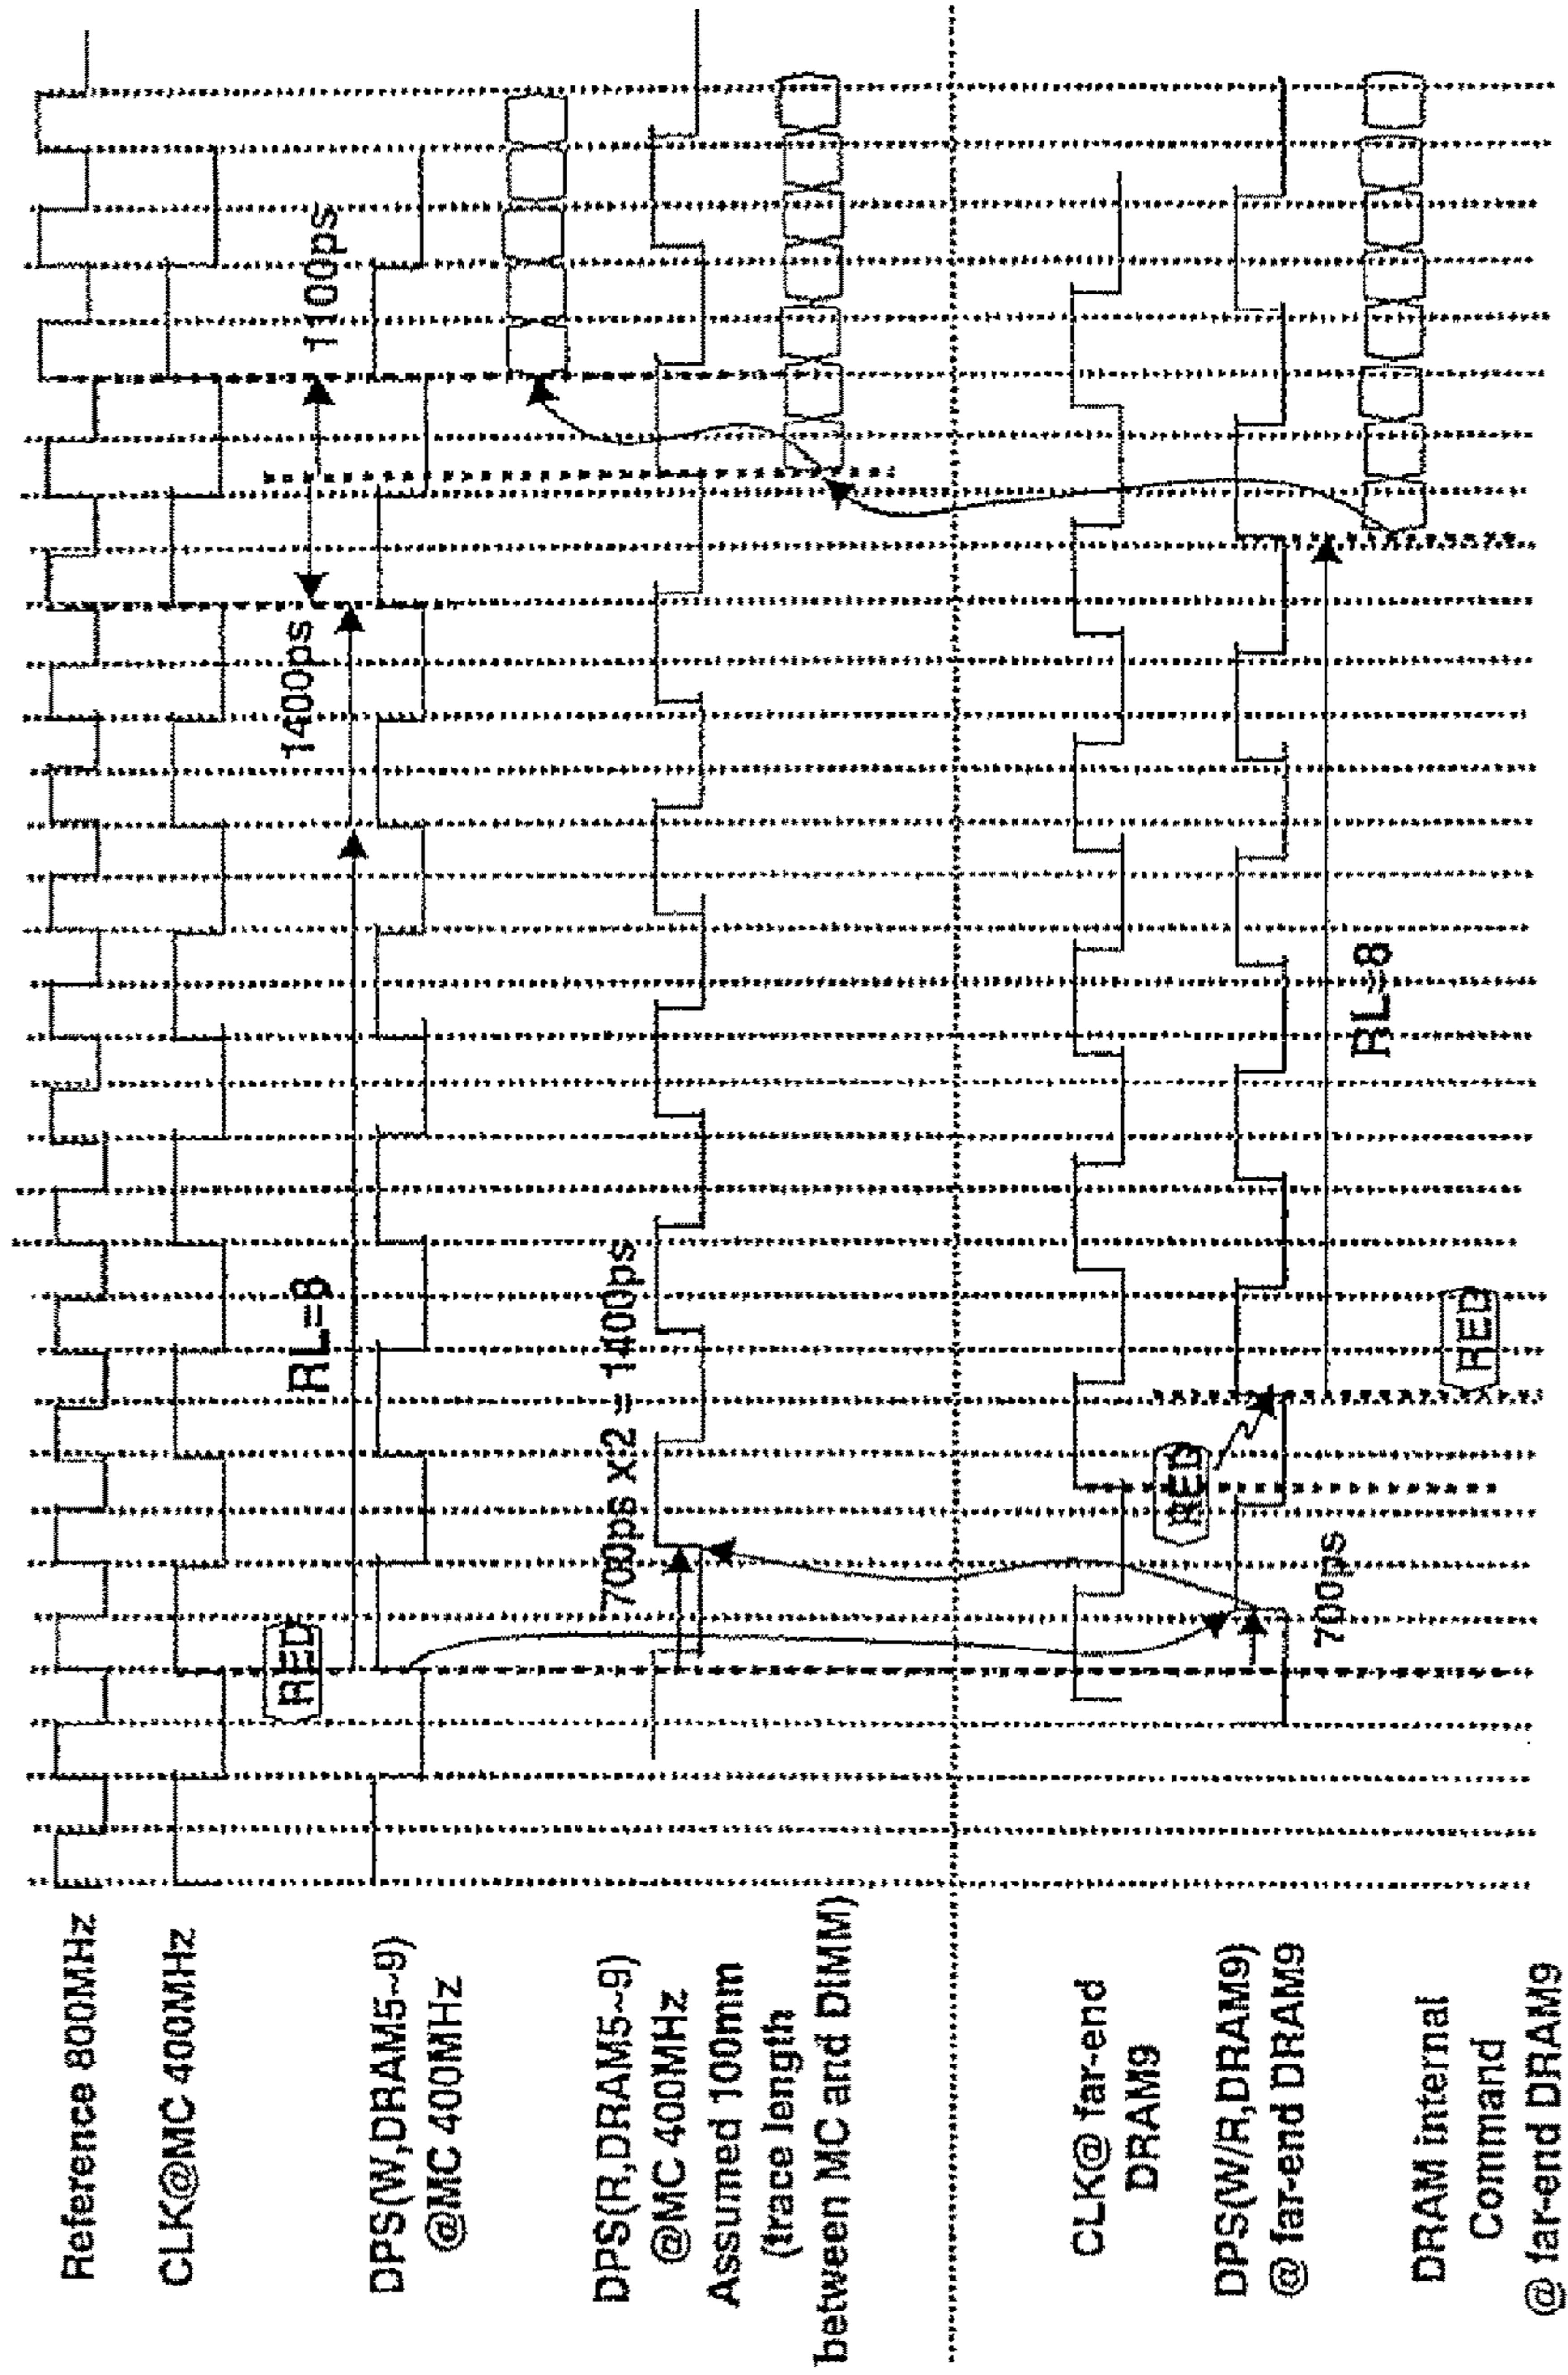 Reference 800MHz
CLK@MC 400MHz
DPS(W,DRAM5~9)
@MC 400MHz
DPS(R,DRAM5~9)
@MC 400MHz
Assumed 100mm
(trace length
between MC and DIMM)
CLK@ far-end
DRAM9
DPS(W/R,DRAM9)
@ far-end DRAM9
DRAM internal
Command
@ far-end DRAM9
RED
RL=8
1400ps
1100ps
700ps x2 = 1400ps
RED
700ps
RL=8
RED